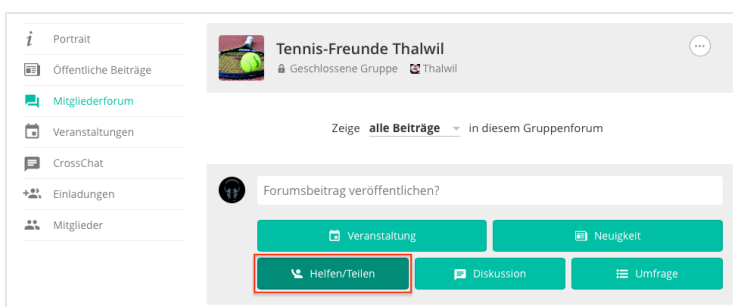 Portrait
Öffentliche Beiträge
Mitgliederforum
Veranstaltungen
CrossChat
Einladungen
Mitglieder
Tennis-Freunde Thalwil
Geschlossene Gruppe Thalwil
Zeige alle Beiträge in diesem Gruppenforum
Forumsbeitrag veröffentlichen?
Veranstaltung Neuigkeit
Helfen/Teilen Diskussion Umfrage